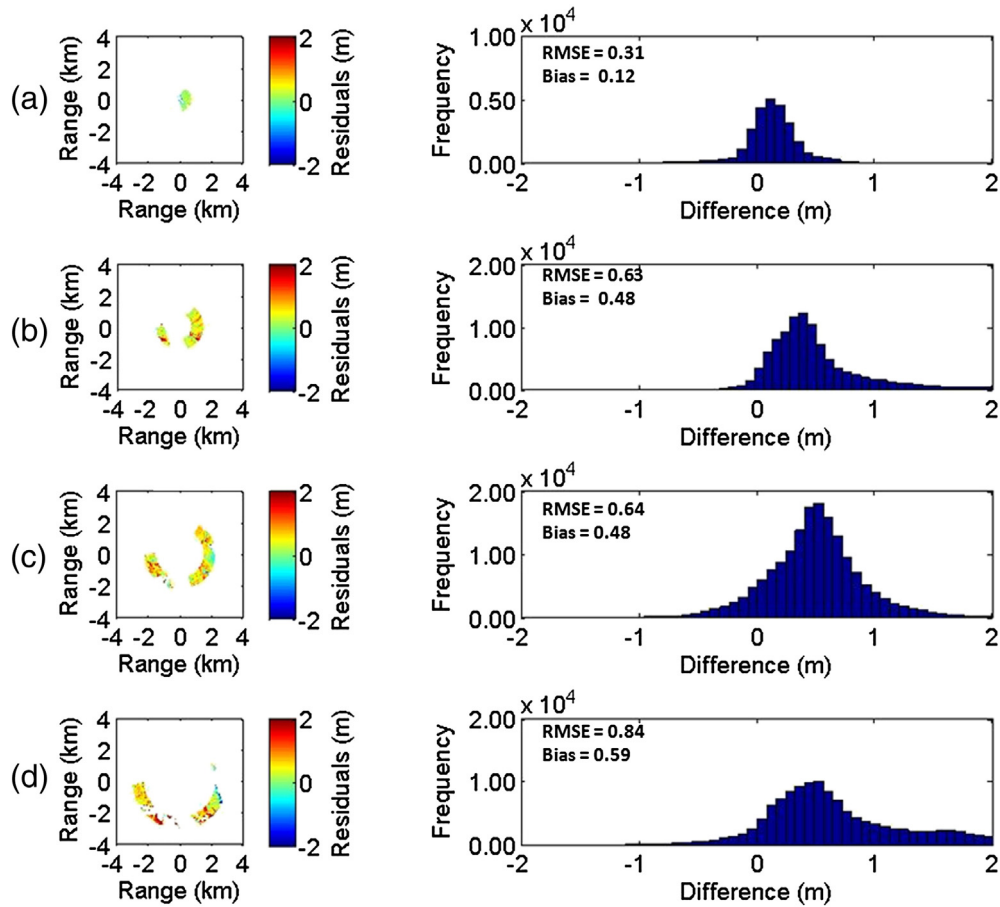 (a)
Range (km)
4
2
0
-2
-4
-4 -2 0 2 4
Range (km)
2
0
-2
Residuals (m)
x 10^4
RMSE = 0.31
Bias = 0.12
Frequency
1.00
0.50
0.00
-2 -1 0 1 2
Difference (m)
(b)
Range (km)
4
2
0
-2
-4
-4 -2 0 2 4
Range (km)
2
0
-2
Residuals (m)
x 10^4
RMSE = 0.63
Bias = 0.48
Frequency
2.00
1.00
0.00
-2 -1 0 1 2
Difference (m)
(c)
Range (km)
4
2
0
-2
-4
-4 -2 0 2 4
Range (km)
2
0
-2
Residuals (m)
x 10^4
RMSE = 0.64
Bias = 0.48
Frequency
2.00
1.00
0.00
-2 -1 0 1 2
Difference (m)
(d)
Range (km)
4
2
0
-2
-4
-4 -2 0 2 4
Range (km)
2
0
-2
Residuals (m)
x 10^4
RMSE = 0.84
Bias = 0.59
Frequency
2.00
1.00
0.00
-2 -1 0 1 2
Difference (m)